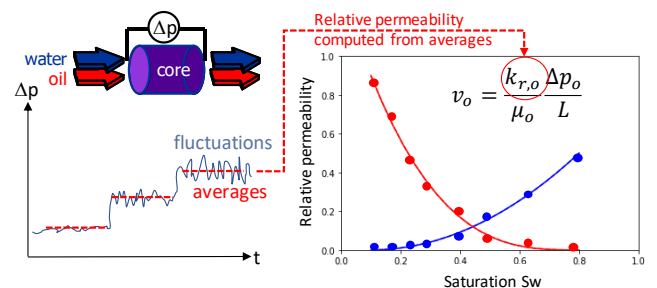 Δp
water
oil
core
Relative permeability
computed from averages
Δp
fluctuations
averages
t
1.0
0.8
0.6
0.4
0.2
0.0
Relative permeability
v_o = k_{r,o} Δp_o / μ_o L
0.0 0.2 0.4 0.6 0.8 1.0
Saturation Sw